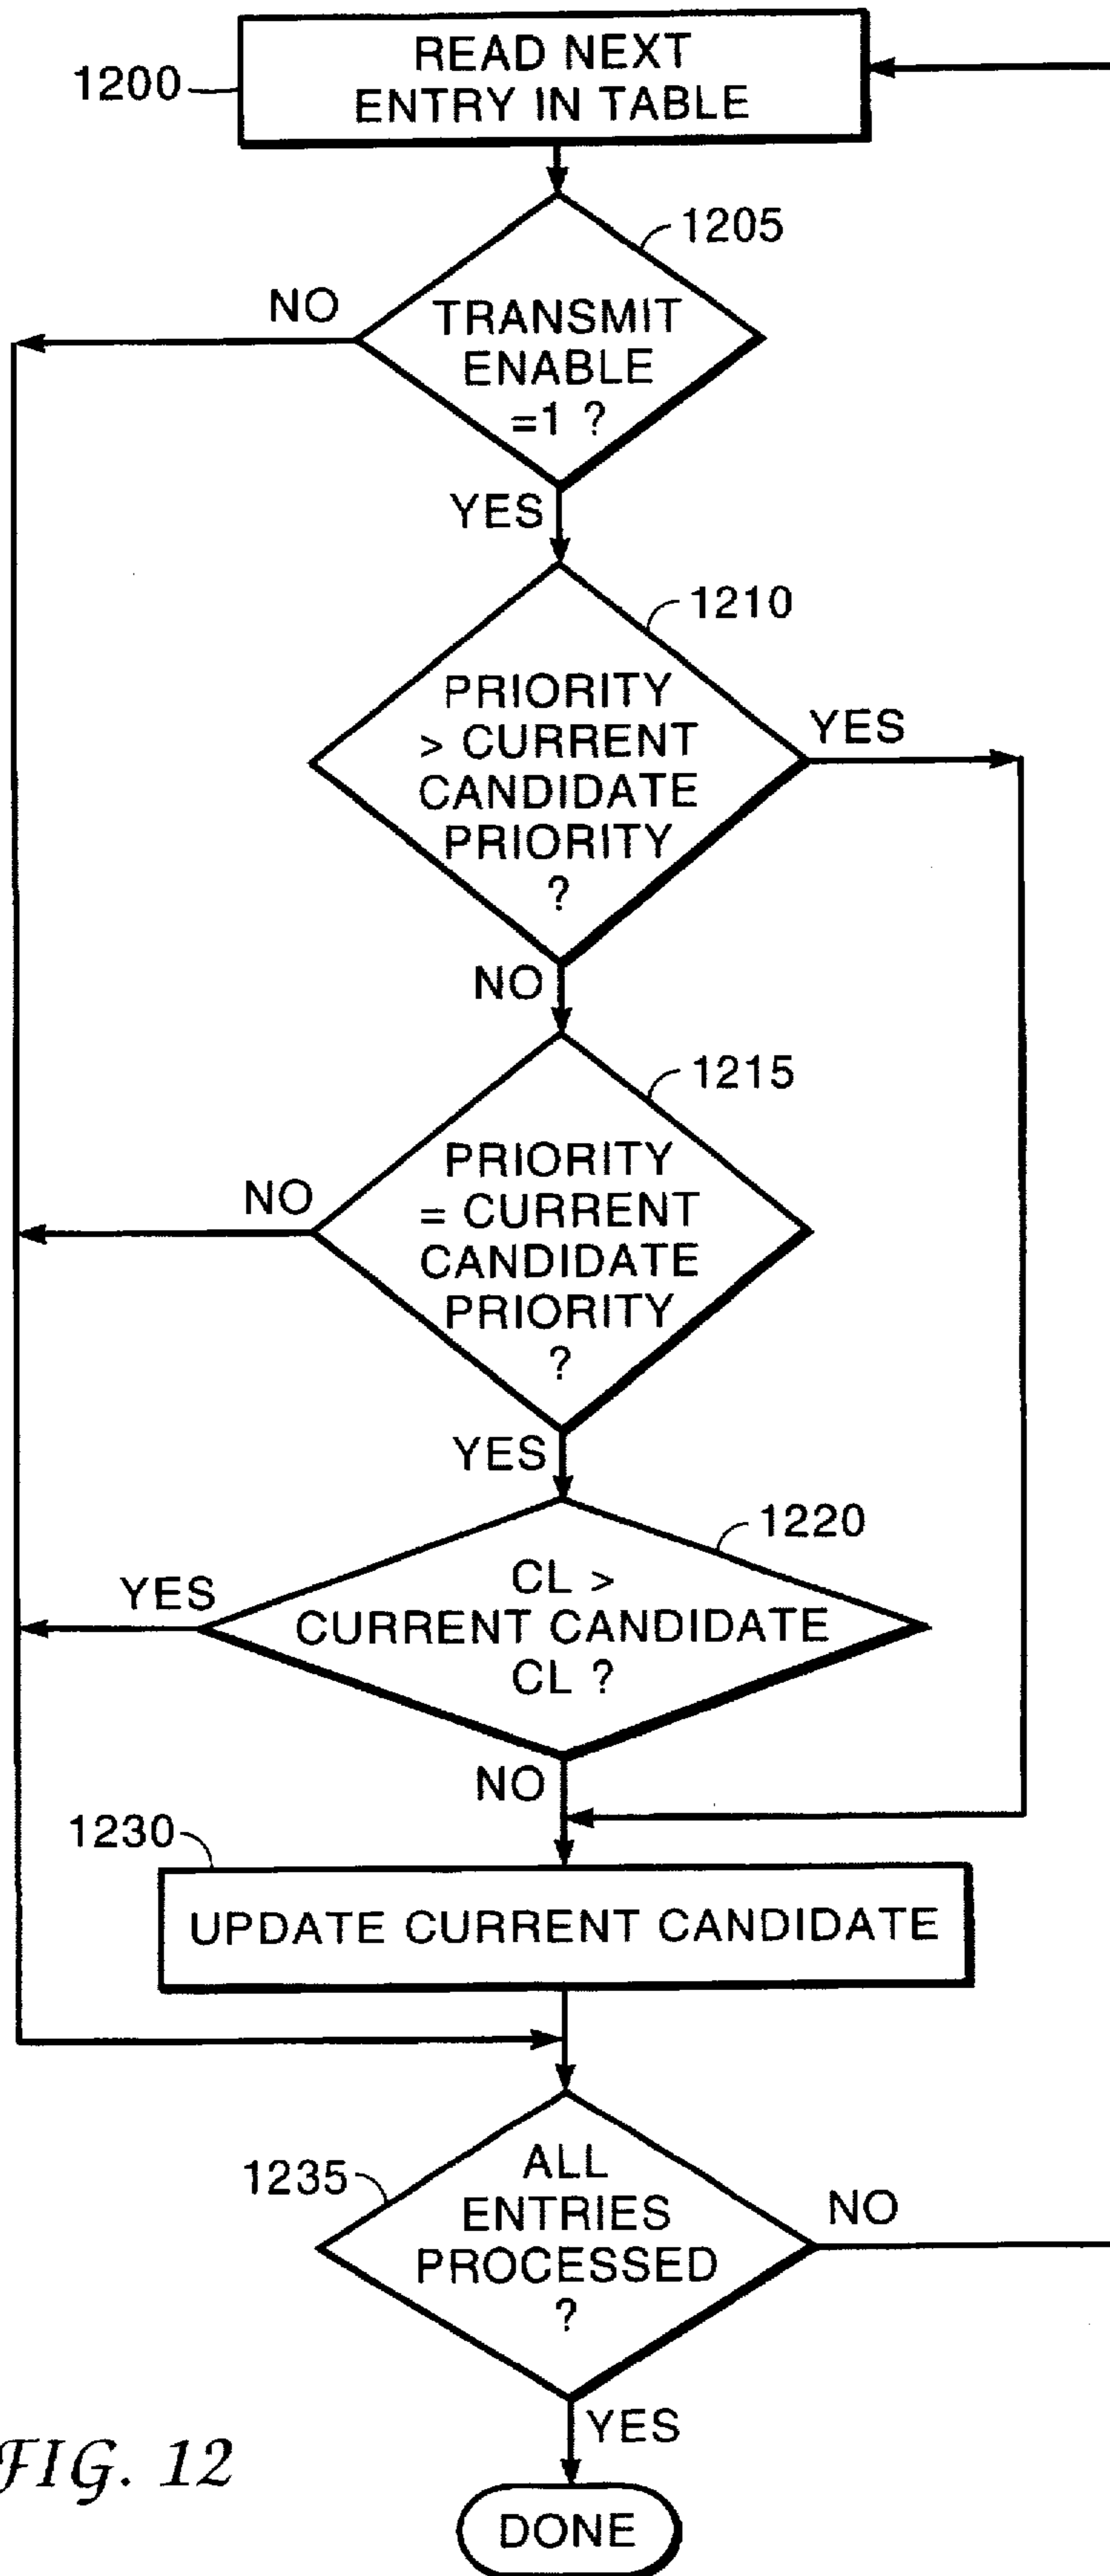 READ NEXT
ENTRY IN TABLE
1200
1205
NO
TRANSMIT
ENABLE
=1 ?
YES
1210
PRIORITY
> CURRENT
CANDIDATE
PRIORITY
?
YES
NO
1215
PRIORITY
= CURRENT
CANDIDATE
PRIORITY
?
NO
YES
1220
CL >
CURRENT CANDIDATE
CL ?
YES
NO
1230
UPDATE CURRENT CANDIDATE
1235
ALL
ENTRIES
PROCESSED
?
NO
YES
FIG. 12
DONE